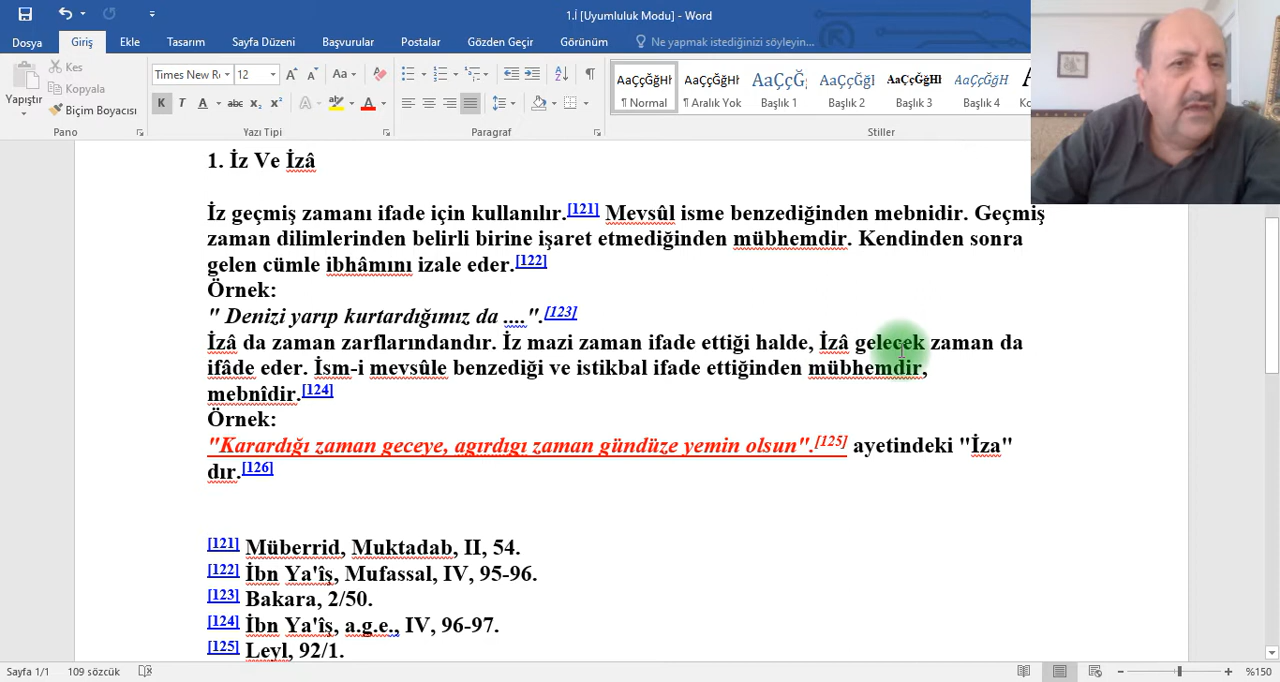 1.İ [Uyumluluk Modu] - Word
Dosya Giriş Ekle Tasarım Sayfa Düzeni Başvurular Postalar Gözden Geçir Görünüm Ne yapmak istediğinizi söyleyin...
Yapıştır
Kes
Kopyala
Biçim Boyacısı
Pano
Times New Ro 12
Yazı Tipi
Paragraf
AaÇçĞğHh AaÇçĞğHh AaÇçĞ AaÇçĞğI AaÇçĞğHl AaÇçĞğH
¶ Normal ¶ Aralık Yok Başlık 1 Başlık 2 Başlık 3 Başlık 4
Stiller
1. İz Ve İzâ
İz geçmiş zamanı ifade için kullanılır.[121] Mevsûl isme benzediğinden mebnidir. Geçmiş
zaman dilimlerinden belirli birine işaret etmediğinden mübhemdir. Kendinden sonra
gelen cümle ibhâmını izale eder.[122]
Örnek:
" Denizi yarıp kurtardığımız da ....".[123]
İzâ da zaman zarflarındandır. İz mazi zaman ifade ettiği halde, İzâ gelecek zaman da
ifâde eder. İsm-i mevsûle benzediği ve istikbal ifade ettiğinden mübhemdir,
mebnîdir.[124]
Örnek:
"Karardığı zaman geceye, agırdıgı zaman gündüze yemin olsun".[125] ayetindeki "İza"
dır.[126]
[121] Müberrid, Muktadab, II, 54.
[122] İbn Ya'îş, Mufassal, IV, 95-96.
[123] Bakara, 2/50.
[124] İbn Ya'îş, a.g.e., IV, 96-97.
[125] Leyl, 92/1.
Sayfa 1/1 109 sözcük %150